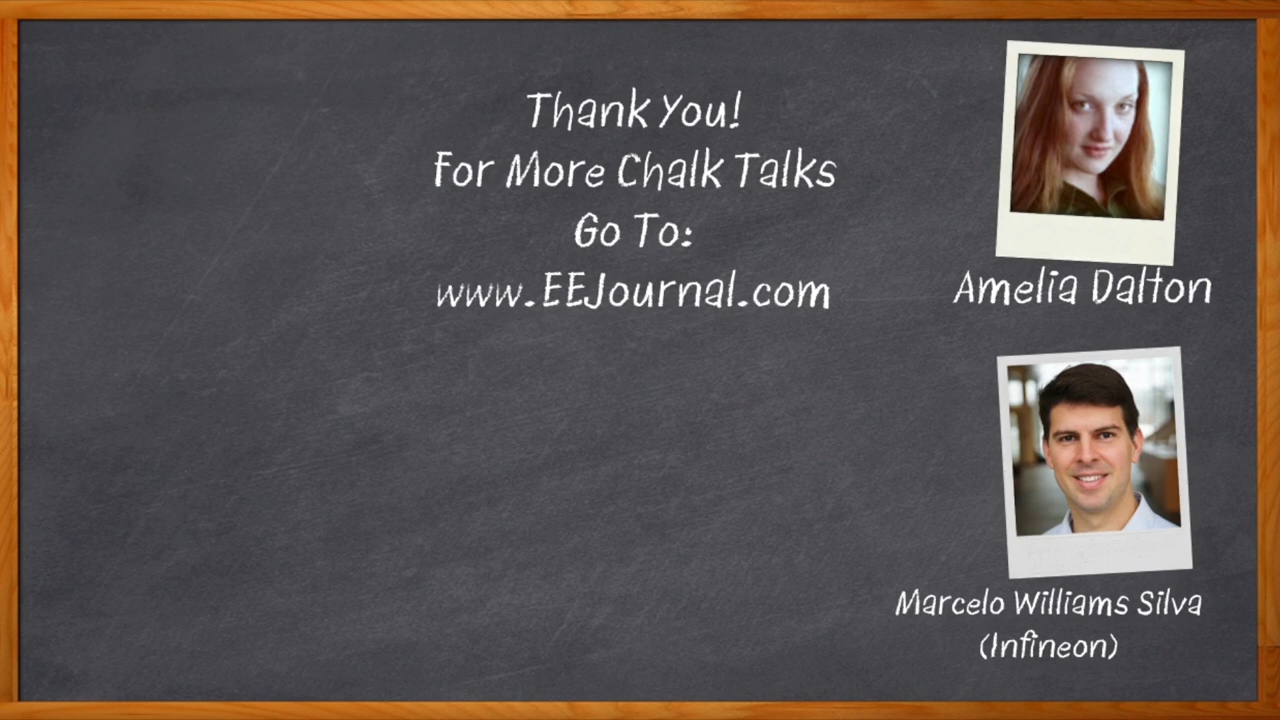 Thank You!
For More Chalk Talks
Go To:
www.EEJournal.com
Amelia Dalton
Marcelo Williams Silva
(Infineon)